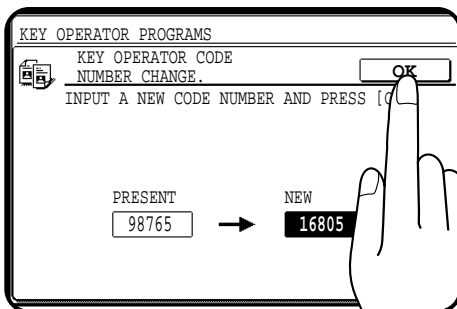 KEY OPERATOR PROGRAMS
KEY OPERATOR CODE
NUMBER CHANGE.
OK
INPUT A NEW CODE NUMBER AND PRESS
PRESENT
NEW
98765
16805